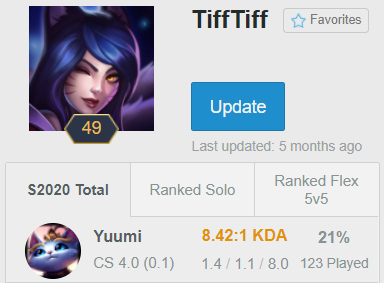 TiffTiff
Favorites
49
Update
Last updated: 5 months ago
S2020 Total
Ranked Solo
Ranked Flex
5v5
Yuumi
8.42:1 KDA
21%
CS 4.0 (0.1)
1.4 / 1.1 / 8.0
123 Played